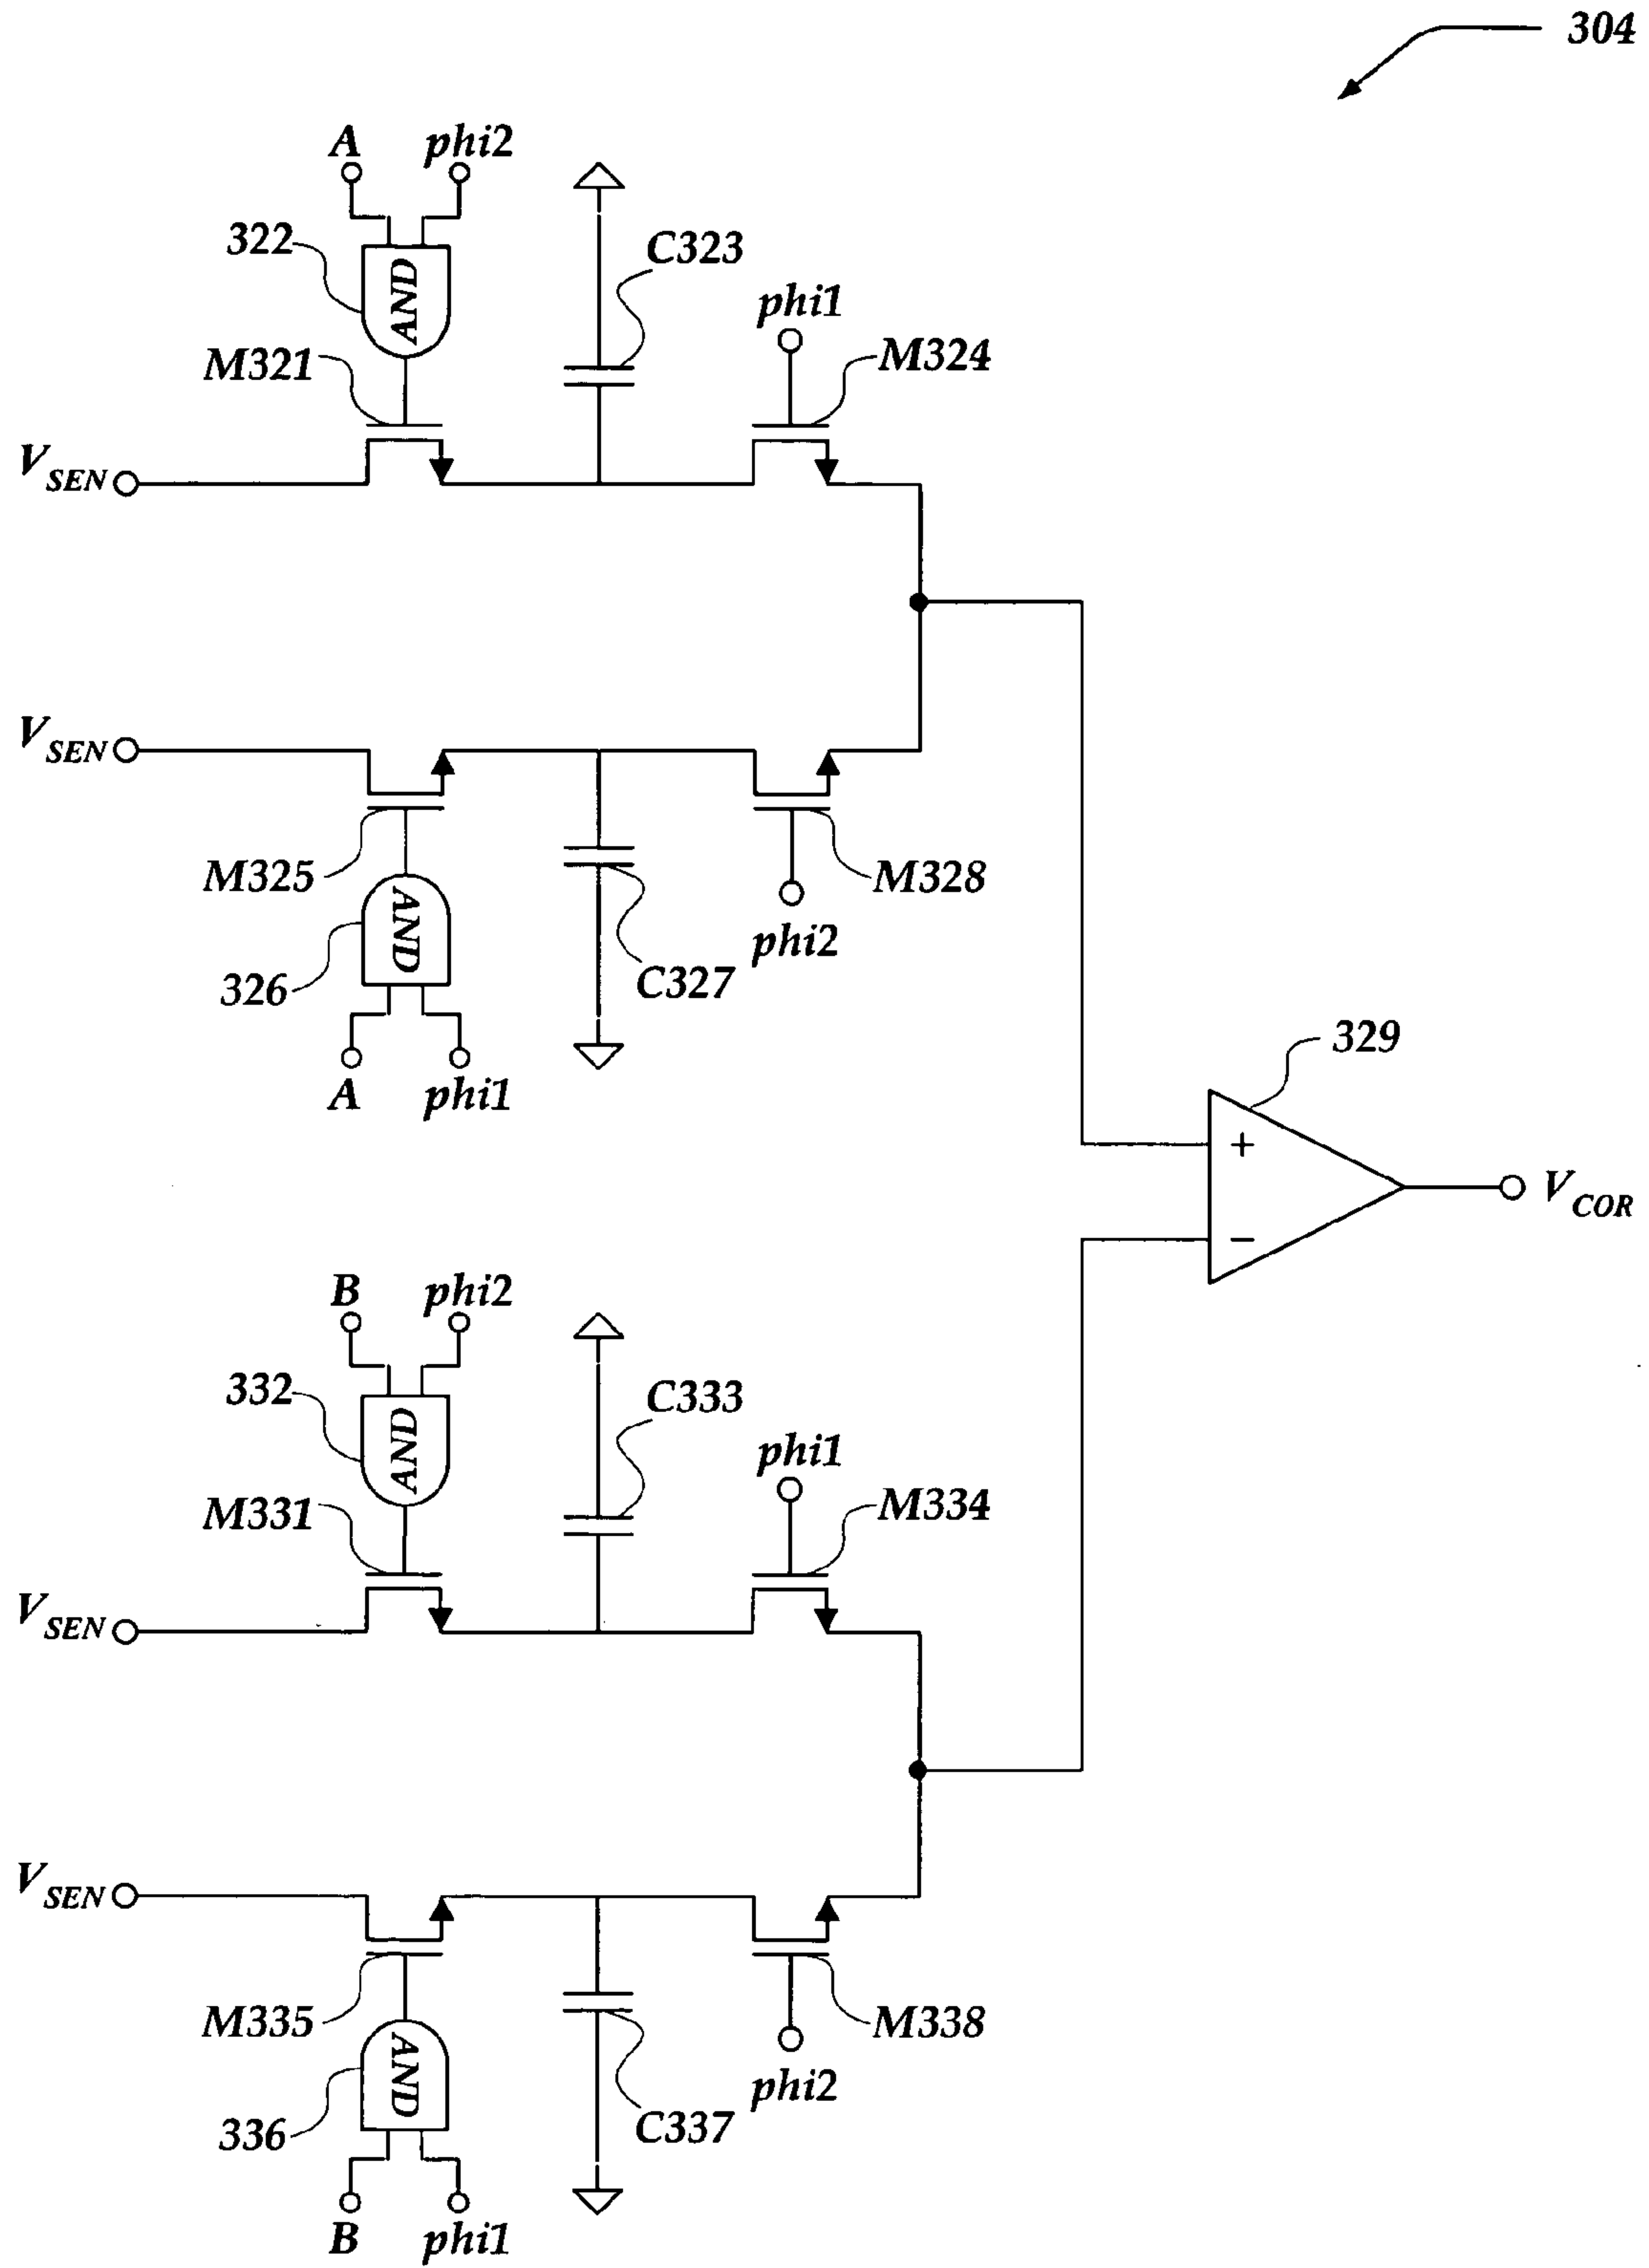 304
A phi2
322
AND
C323
phi1
M321
M324
VSEN
VSEN
M325
M328
AND
phi2
326
C327
A phi1
329
+
VCOR
−
B phi2
332
AND
C333
phi1
M331
M334
VSEN
VSEN
M335
M338
AND
phi2
336
C337
B phi1